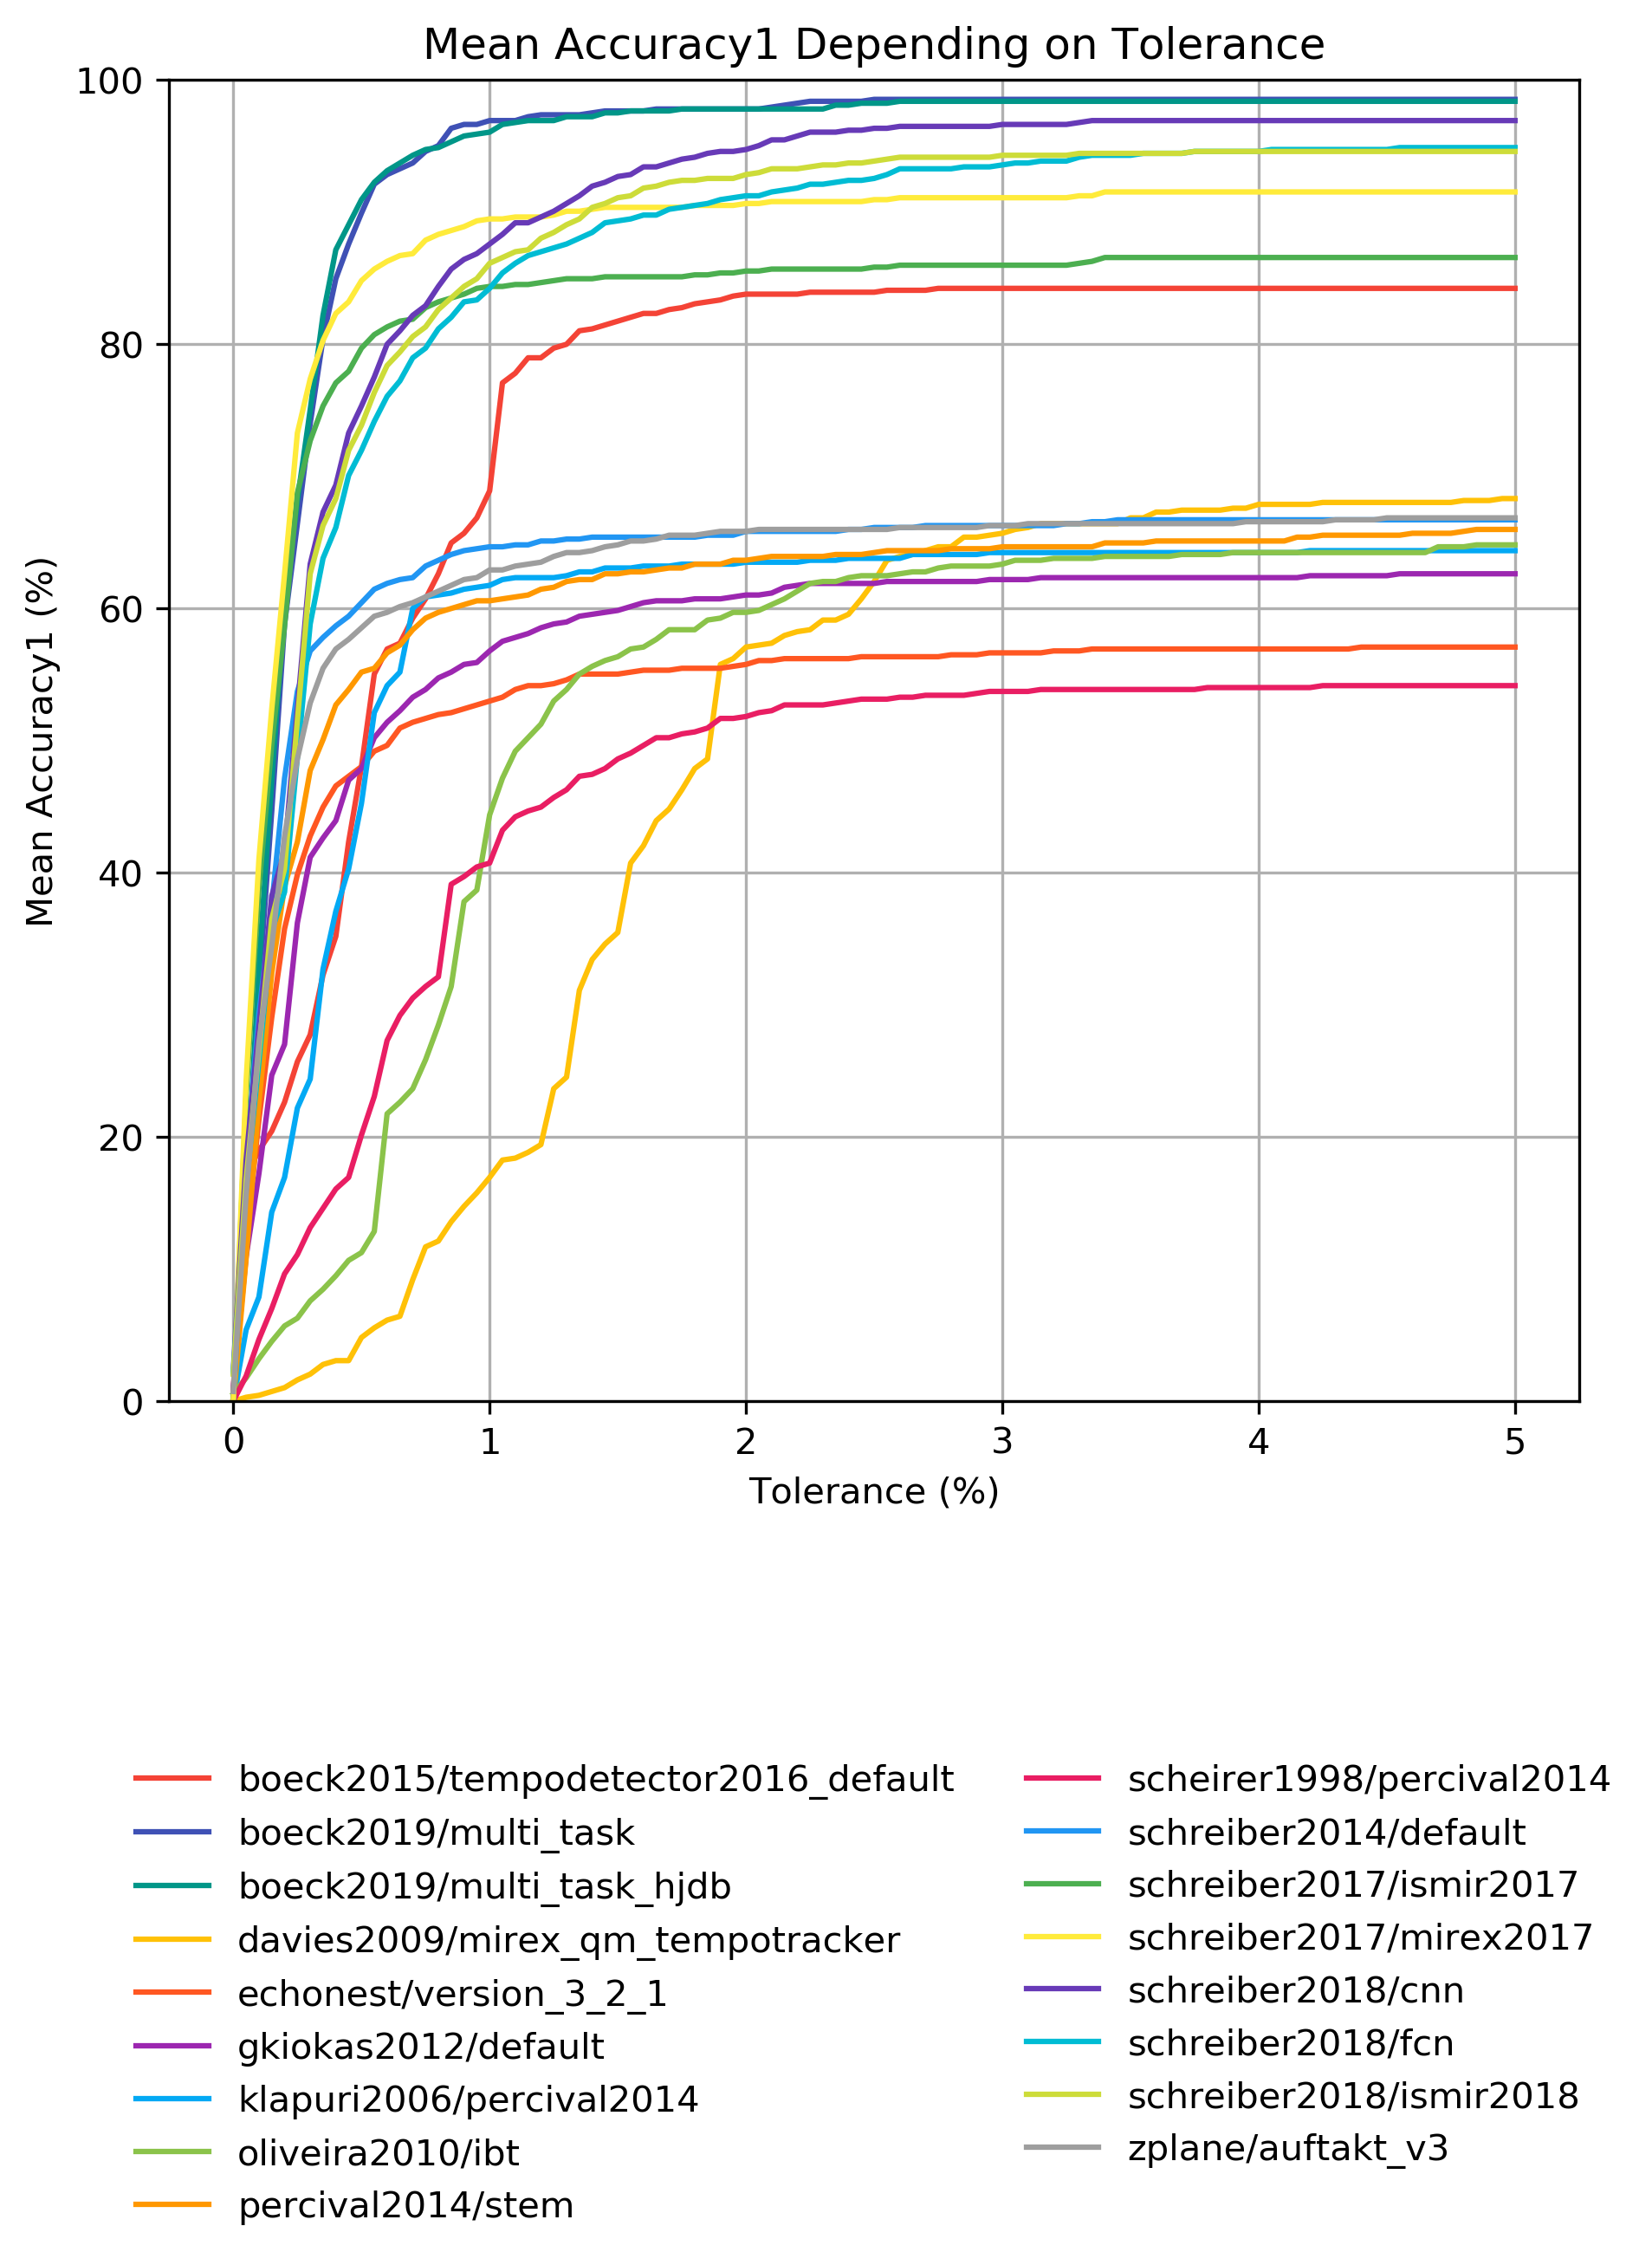 Mean Accuracy1 Depending on Tolerance
100
80
60
40
20
0
Mean Accuracy1 (%)
0 1 2 3 4 5
Tolerance (%)
boeck2015/tempodetector2016_default
boeck2019/multi_task
boeck2019/multi_task_hjdb
davies2009/mirex_qm_tempotracker
echonest/version_3_2_1
gkiokas2012/default
klapuri2006/percival2014
oliveira2010/ibt
percival2014/stem
scheirer1998/percival2014
schreiber2014/default
schreiber2017/ismir2017
schreiber2017/mirex2017
schreiber2018/cnn
schreiber2018/fcn
schreiber2018/ismir2018
zplane/auftakt_v3